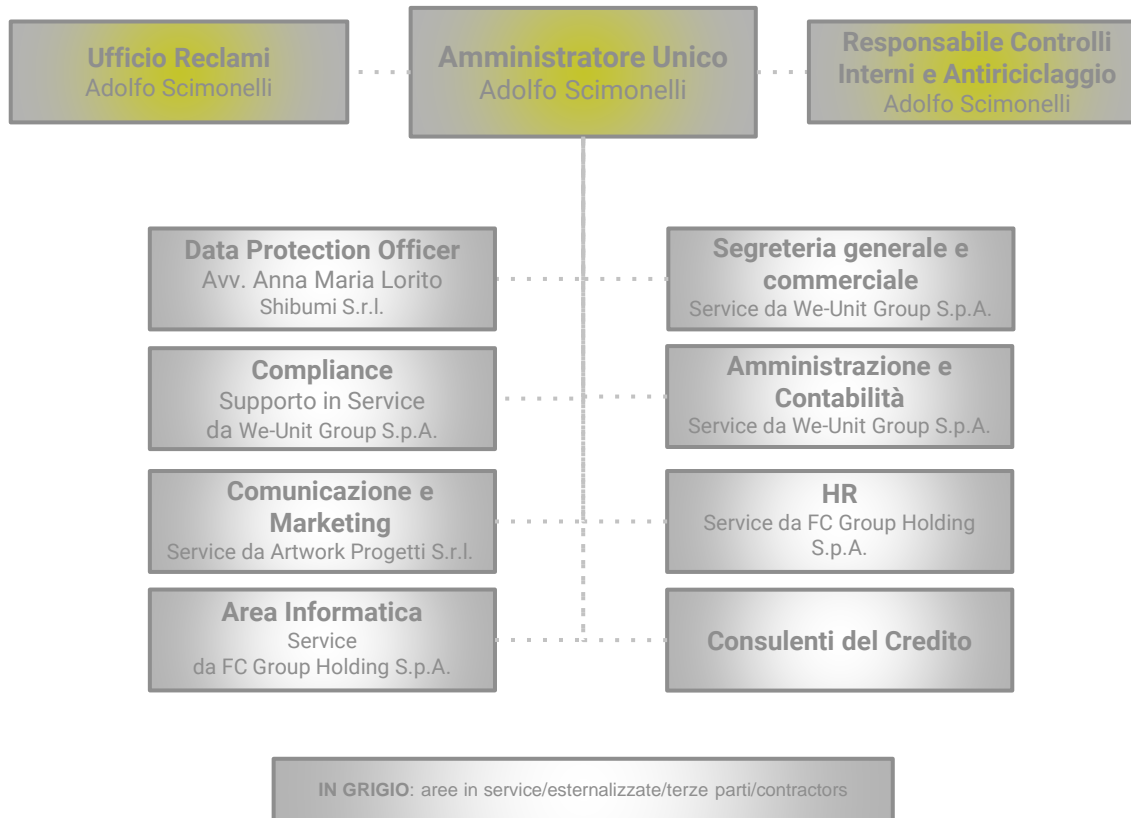 Ufficio Reclami
Adolfo Scimonelli
Amministratore Unico
Adolfo Scimonelli
Responsabile Controlli
Interni e Antiriciclaggio
Adolfo Scimonelli
Data Protection Officer
Avv. Anna Maria Lorito
Shibumi S.r.l.
Segreteria generale e
commerciale
Service da We-Unit Group S.p.A.
Compliance
Supporto in Service
da We-Unit Group S.p.A.
Amministrazione e
Contabilità
Service da We-Unit Group S.p.A.
Comunicazione e
Marketing
Service da Artwork Progetti S.r.l.
HR
Service da FC Group Holding
S.p.A.
Area Informatica
Service
da FC Group Holding S.p.A.
Consulenti del Credito
IN GRIGIO: aree in service/esternalizzate/terze parti/contractors